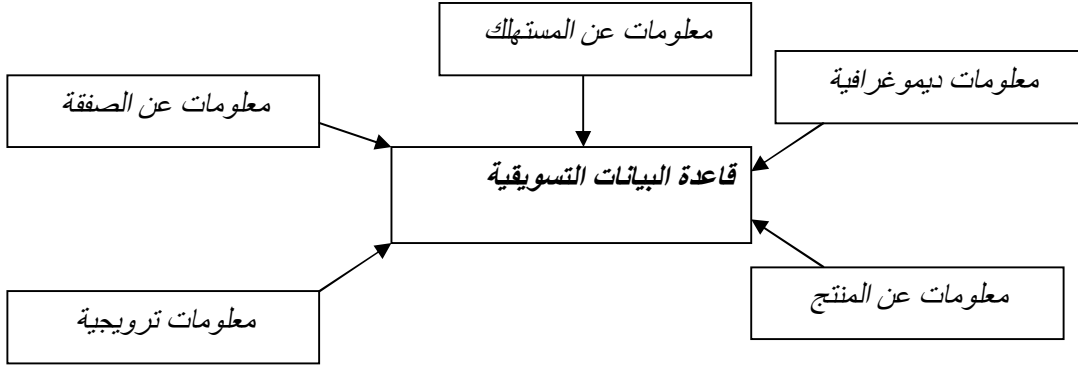 معلومات عن المستهلك
معلومات ديموغرافية
معلومات عن الصفقة
قاعدة البيانات التسويقية
معلومات عن المنتج
معلومات ترويجية